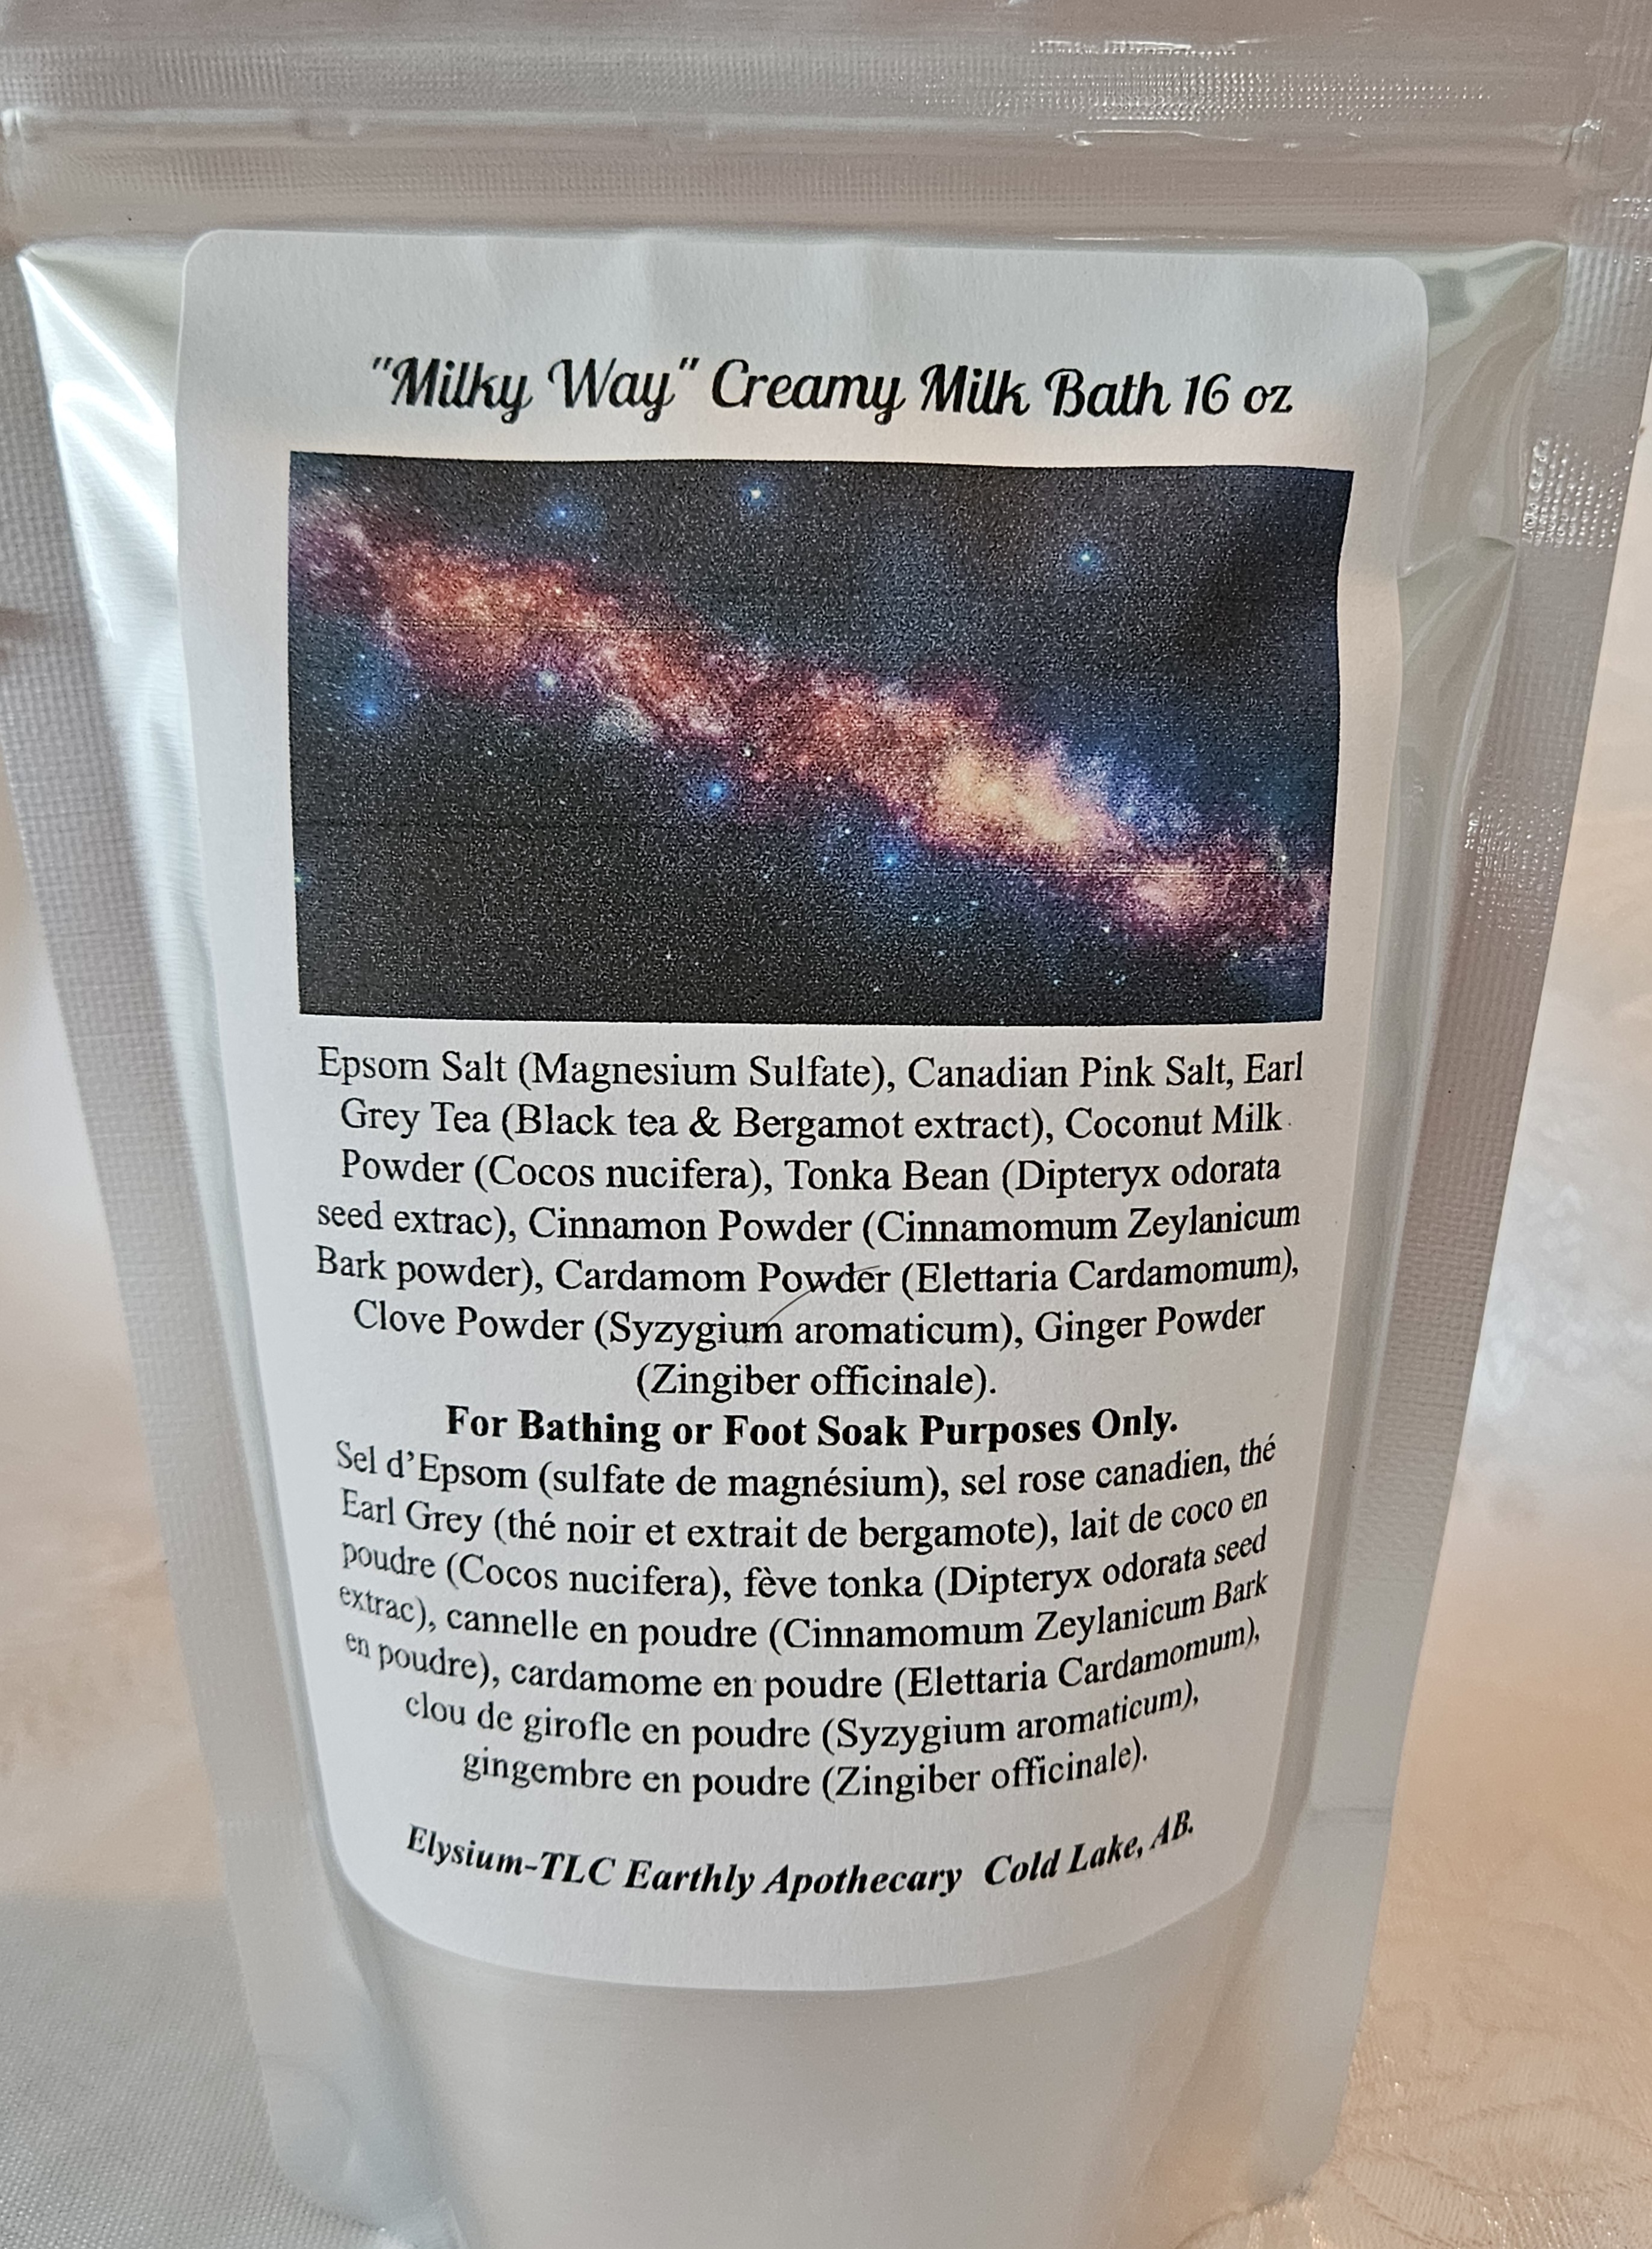 "Milky Way" Creamy Milk Bath 16 oz
Epsom Salt (Magnesium Sulfate), Canadian Pink Salt, Earl
Grey Tea (Black tea & Bergamot extract), Coconut Milk
Powder (Cocos nucifera), Tonka Bean (Dipteryx odorata
seed extrac), Cinnamon Powder (Cinnamomum Zeylanicum
Bark powder), Cardamom Powder (Elettaria Cardamomum),
Clove Powder (Syzygium aromaticum), Ginger Powder
(Zingiber officinale).
For Bathing or Foot Soak Purposes Only.
Sel d’Epsom (sulfate de magnésium), sel rose canadien, thé
Earl Grey (thé noir et extrait de bergamote), lait de coco en
poudre (Cocos nucifera), fève tonka (Dipteryx odorata seed
extrac), cannelle en poudre (Cinnamomum Zeylanicum Bark
en poudre), cardamome en poudre (Elettaria Cardamomum),
clou de girofle en poudre (Syzygium aromaticum),
gingembre en poudre (Zingiber officinale).
Elysium-TLC Earthly Apothecary Cold Lake, AB.